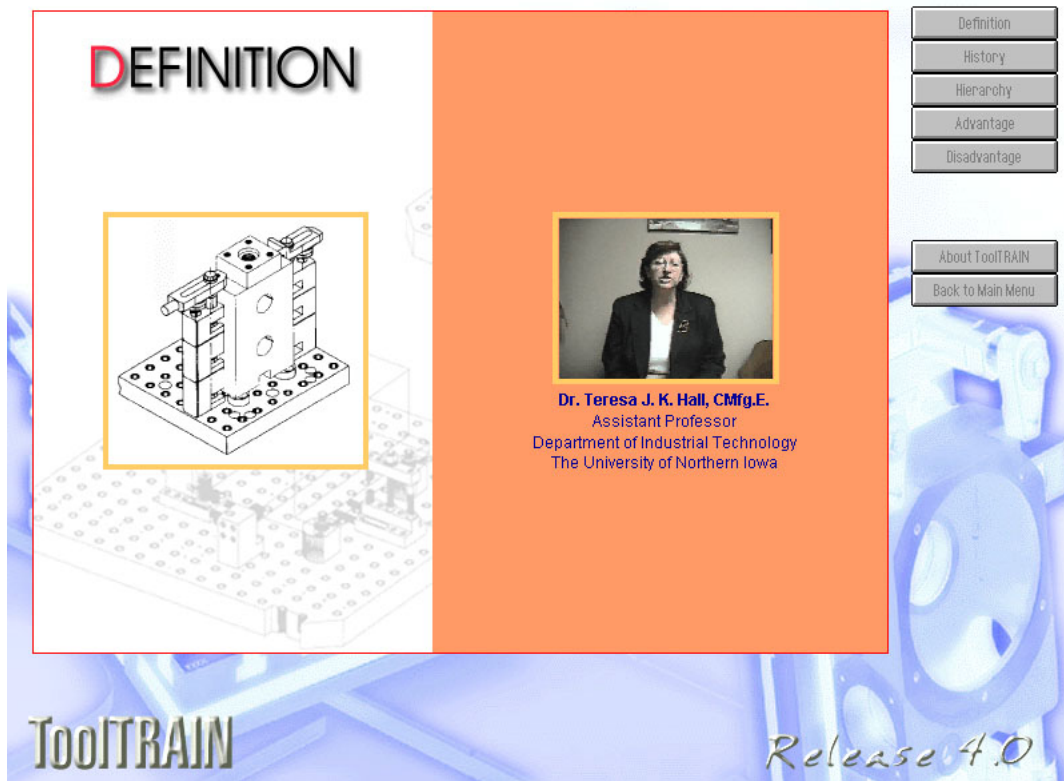 DEFINITION
Dr. Teresa J. K. Hall, CMfg.E.
Assistant Professor
Department of Industrial Technology
The University of Northern Iowa
Definition
History
Hierarchy
Advantage
Disadvantage
About ToolTRAIN
Back to Main Menu
ToolTRAIN
Release 4.0